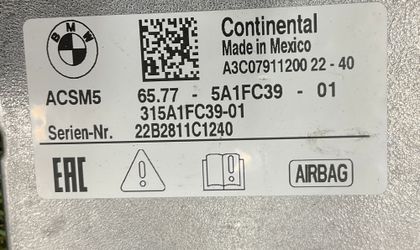 BMW
Continental
Made in Mexico
A3C07911200 22 - 40
ACSM5 65.77 - 5A1FC39 - 01
315A1FC39-01
Serien-Nr. 22B2811C1240
EAC AIRBAG